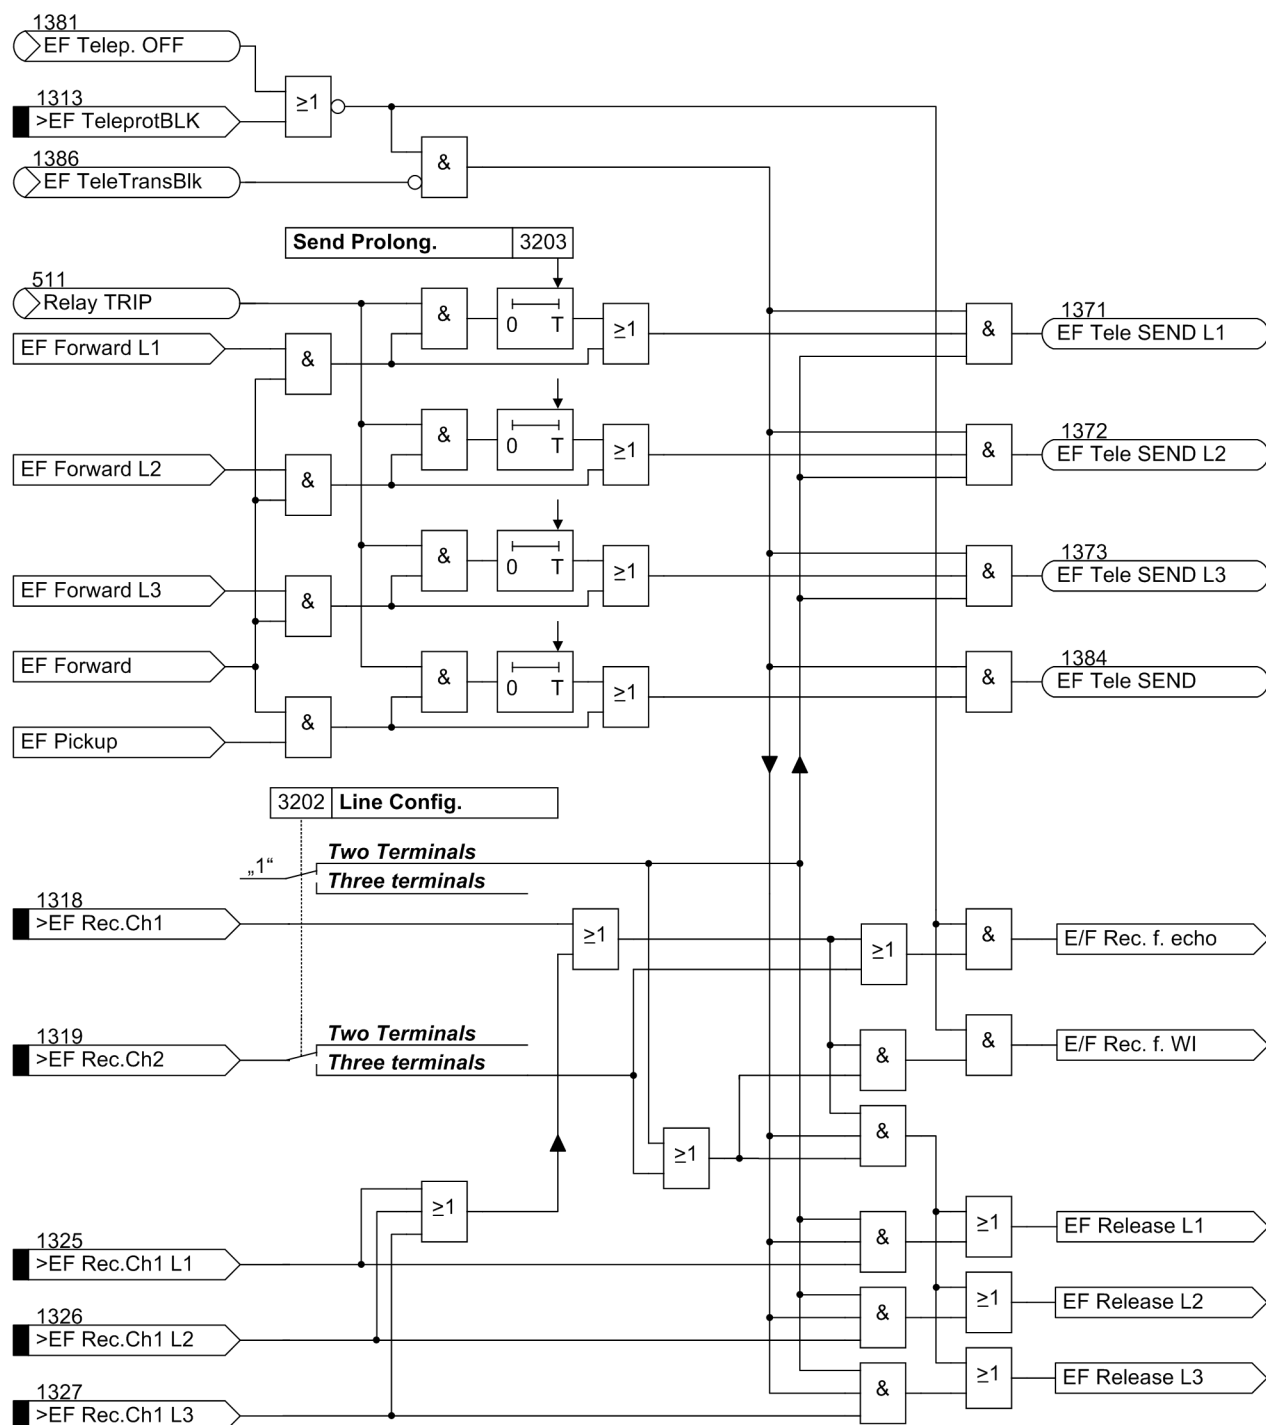 1381
EF Telep. OFF
≥1
1313
>EF TeleprotBLK
1386
EF TeleTransBlk
&
Send Prolong. 3203
511
Relay TRIP
&
0 T
≥1
&
1371
EF Tele SEND L1
EF Forward L1
&
&
0 T
≥1
&
1372
EF Tele SEND L2
EF Forward L2
&
&
0 T
≥1
&
1373
EF Tele SEND L3
EF Forward L3
&
EF Forward
&
0 T
≥1
&
1384
EF Tele SEND
EF Pickup
&
3202 Line Config.
„1“
Two Terminals
Three terminals
1318
>EF Rec.Ch1
≥1
≥1
&
E/F Rec. f. echo
1319
>EF Rec.Ch2
Two Terminals
Three terminals
&
&
E/F Rec. f. WI
≥1
&
≥1
1325
>EF Rec.Ch1 L1
&
≥1
EF Release L1
1326
>EF Rec.Ch1 L2
&
≥1
EF Release L2
1327
>EF Rec.Ch1 L3
&
≥1
EF Release L3